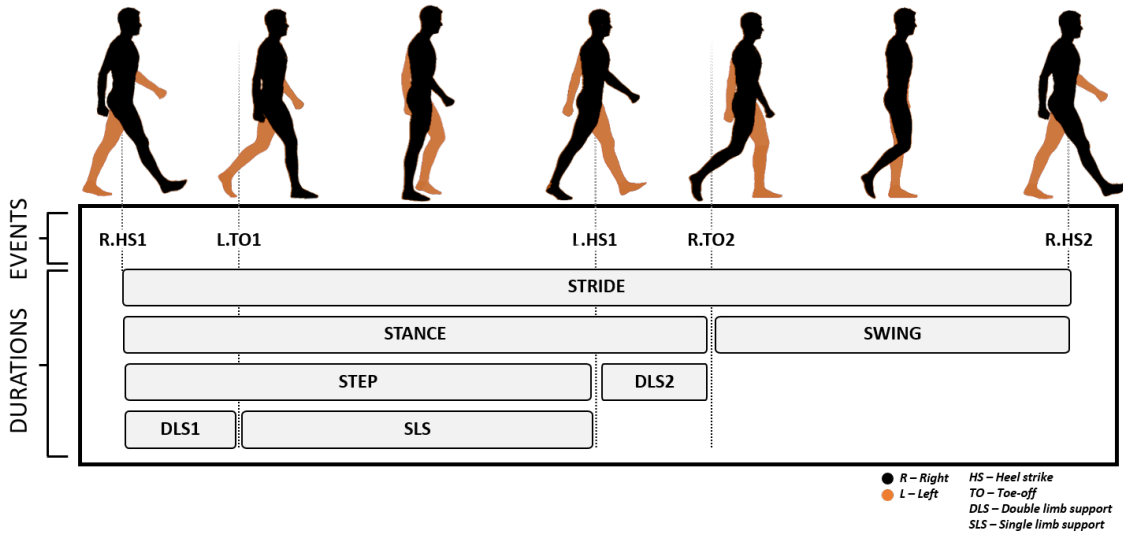 EVENTS
R.HS1
L.TO1
L.HS1
R.TO2
R.HS2
DURATIONS
STRIDE
STANCE
SWING
STEP
DLS2
DLS1
SLS
R – Right
L – Left
HS – Heel strike
TO – Toe-off
DLS – Double limb support
SLS – Single limb support